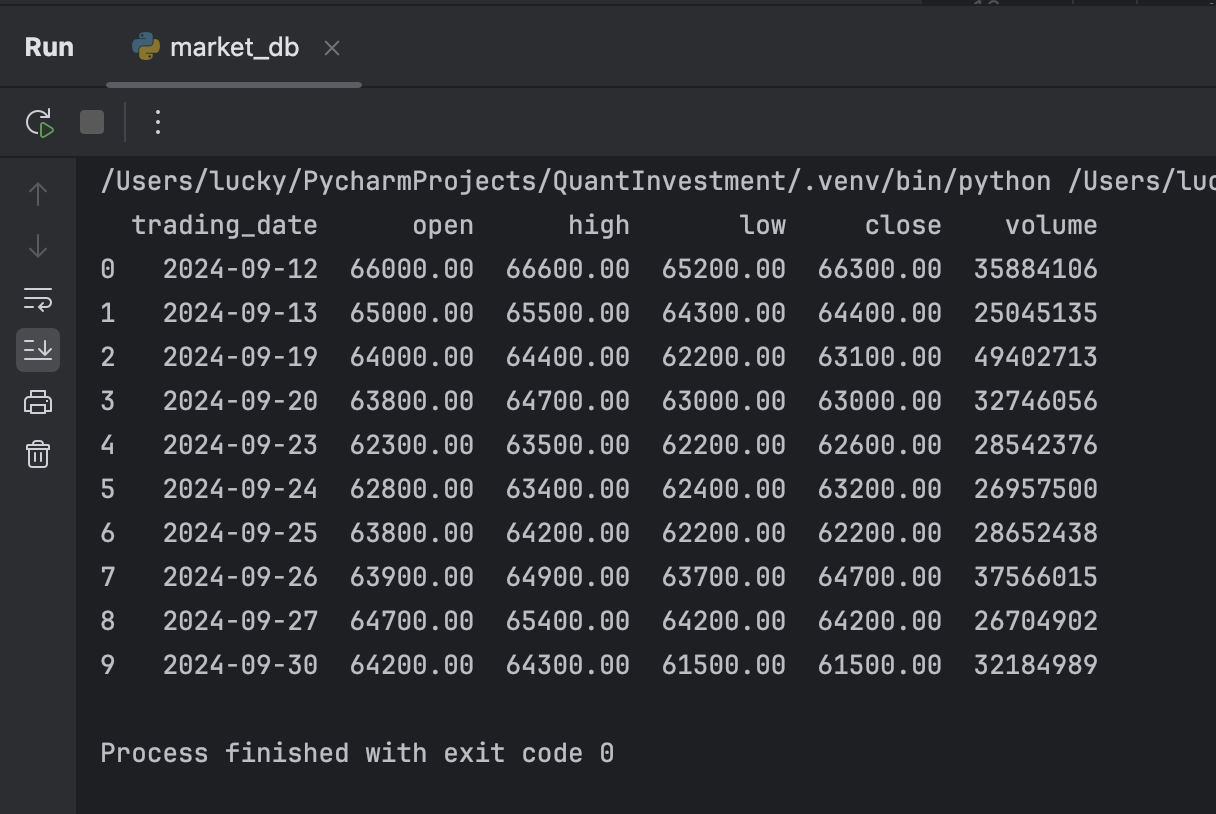 Run market_db
/Users/lucky/PycharmProjects/QuantInvestment/.venv/bin/python /Users/luc
trading_date open high low close volume
0 2024-09-12 66000.00 66600.00 65200.00 66300.00 35884106
1 2024-09-13 65000.00 65500.00 64300.00 64400.00 25045135
2 2024-09-19 64000.00 64400.00 62200.00 63100.00 49402713
3 2024-09-20 63800.00 64700.00 63000.00 63000.00 32746056
4 2024-09-23 62300.00 63500.00 62200.00 62600.00 28542376
5 2024-09-24 62800.00 63400.00 62400.00 63200.00 26957500
6 2024-09-25 63800.00 64200.00 62200.00 62200.00 28652438
7 2024-09-26 63900.00 64900.00 63700.00 64700.00 37566015
8 2024-09-27 64700.00 65400.00 64200.00 64200.00 26704902
9 2024-09-30 64200.00 64300.00 61500.00 61500.00 32184989
Process finished with exit code 0